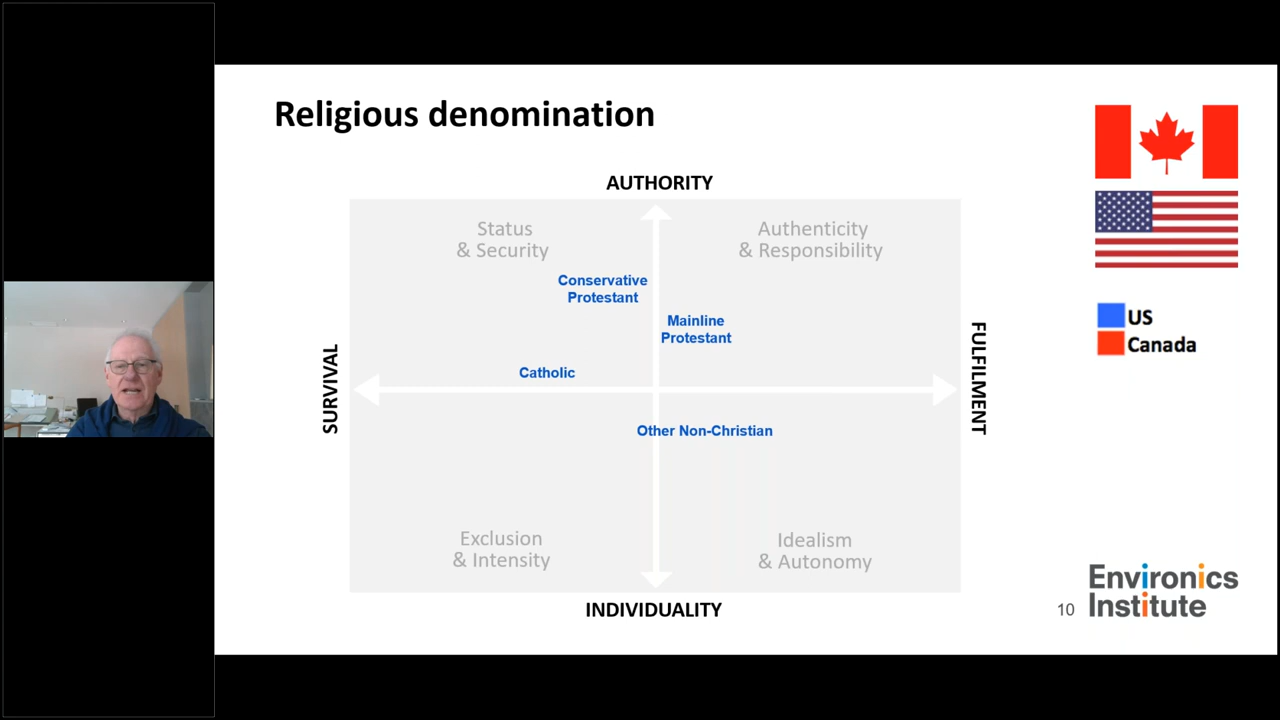 Religious denomination
AUTHORITY
Status
& Security
Authenticity
& Responsibility
Conservative
Protestant
Mainline
Protestant
SURVIVAL
Catholic
FULFILMENT
Other Non-Christian
Exclusion
& Intensity
Idealism
& Autonomy
INDIVIDUALITY
US
Canada
10
Environics
Institute